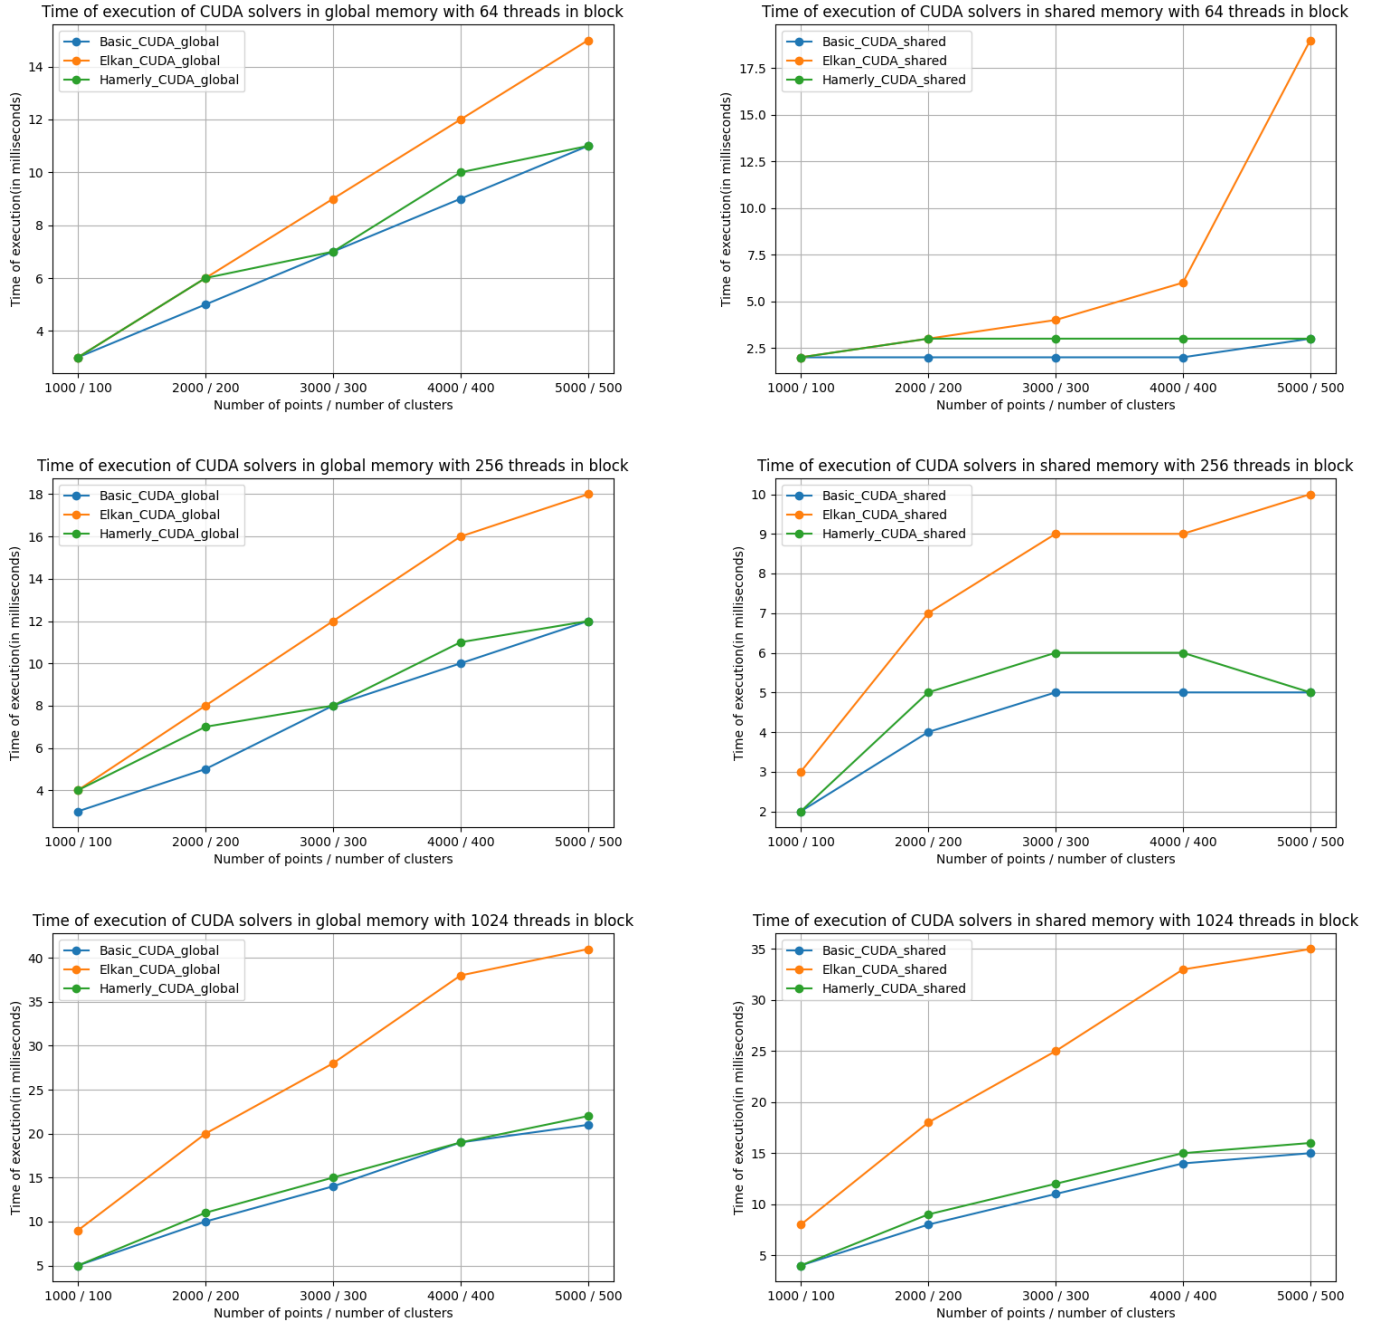 Time of execution of CUDA solvers in global memory with 64 threads in block
Time of execution(in milliseconds)
14
12
10
8
6
4
Basic_CUDA_global
Elkan_CUDA_global
Hamerly_CUDA_global
1000 / 100 2000 / 200 3000 / 300 4000 / 400 5000 / 500
Number of points / number of clusters
Time of execution of CUDA solvers in shared memory with 64 threads in block
Time of execution(in milliseconds)
17.5
15.0
12.5
10.0
7.5
5.0
2.5
Basic_CUDA_shared
Elkan_CUDA_shared
Hamerly_CUDA_shared
1000 / 100 2000 / 200 3000 / 300 4000 / 400 5000 / 500
Number of points / number of clusters
Time of execution of CUDA solvers in global memory with 256 threads in block
Time of execution(in milliseconds)
18
16
14
12
10
8
6
4
Basic_CUDA_global
Elkan_CUDA_global
Hamerly_CUDA_global
1000 / 100 2000 / 200 3000 / 300 4000 / 400 5000 / 500
Number of points / number of clusters
Time of execution of CUDA solvers in shared memory with 256 threads in block
Time of execution(in milliseconds)
10
9
8
7
6
5
4
3
2
Basic_CUDA_shared
Elkan_CUDA_shared
Hamerly_CUDA_shared
1000 / 100 2000 / 200 3000 / 300 4000 / 400 5000 / 500
Number of points / number of clusters
Time of execution of CUDA solvers in global memory with 1024 threads in block
Time of execution(in milliseconds)
40
35
30
25
20
15
10
5
Basic_CUDA_global
Elkan_CUDA_global
Hamerly_CUDA_global
1000 / 100 2000 / 200 3000 / 300 4000 / 400 5000 / 500
Number of points / number of clusters
Time of execution of CUDA solvers in shared memory with 1024 threads in block
Time of execution(in milliseconds)
35
30
25
20
15
10
5
Basic_CUDA_shared
Elkan_CUDA_shared
Hamerly_CUDA_shared
1000 / 100 2000 / 200 3000 / 300 4000 / 400 5000 / 500
Number of points / number of clusters